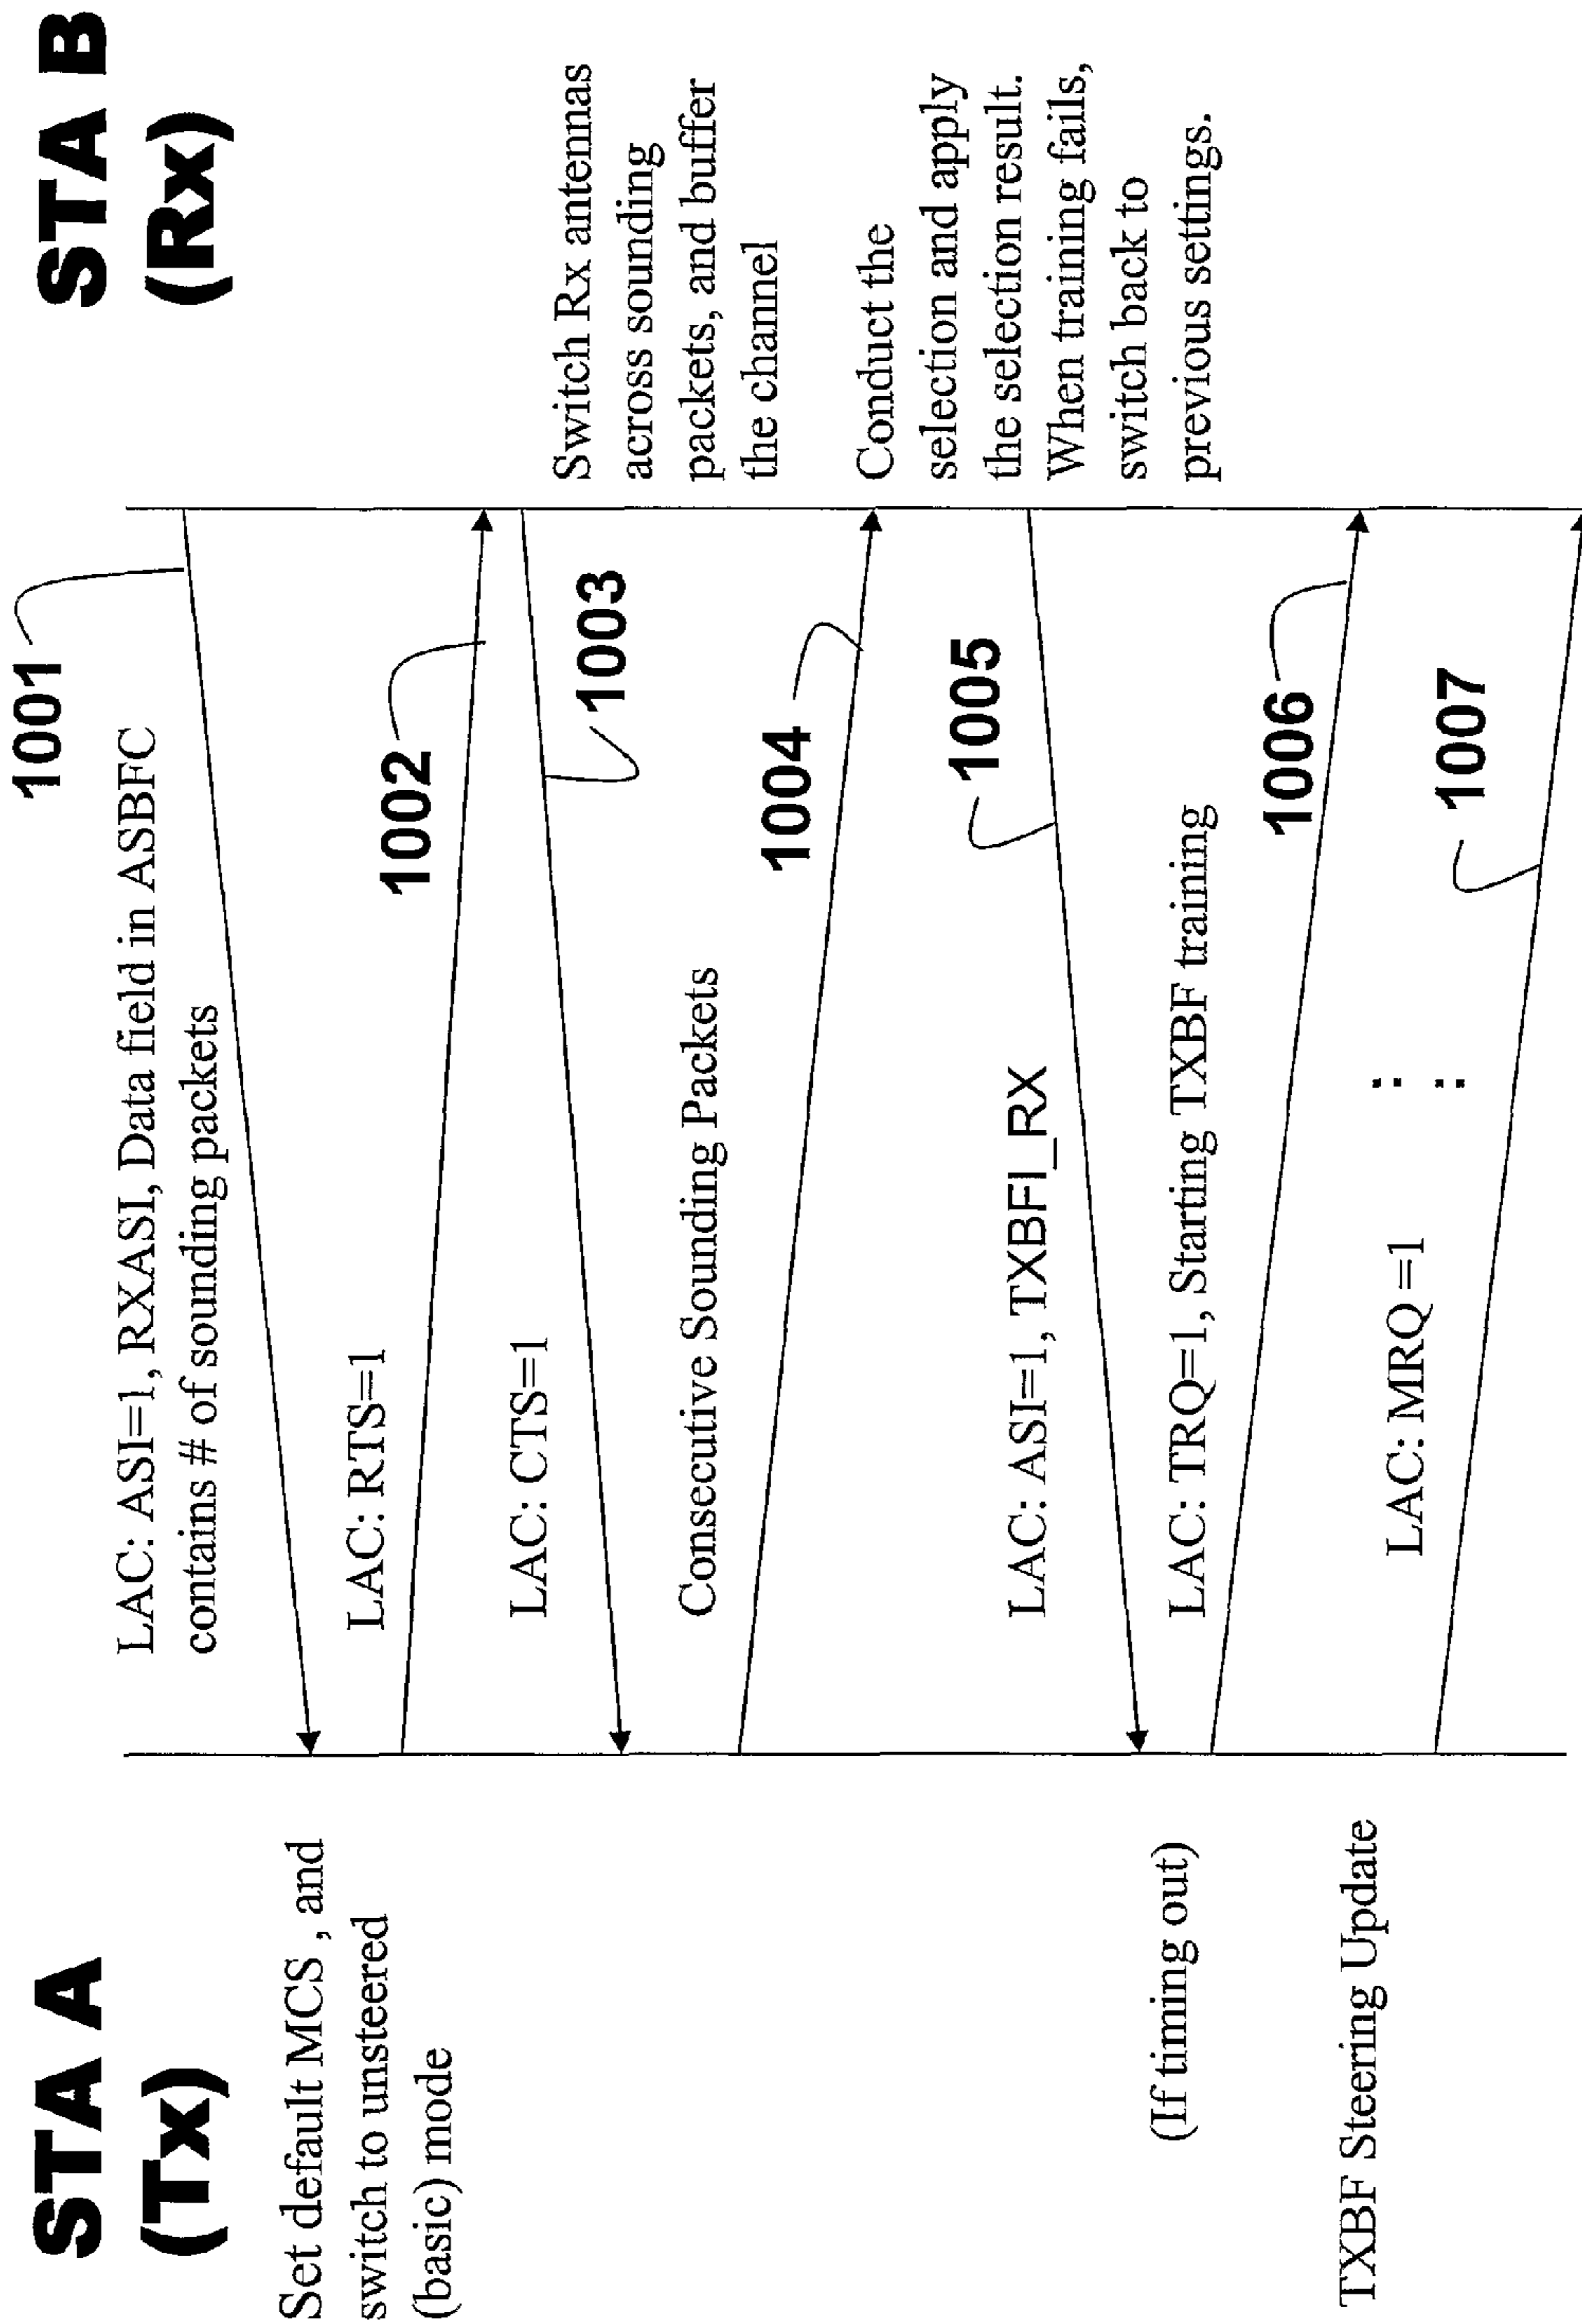 STA A
(Tx)
STA B
(Rx)
1001
LAC: ASI=1, RXASI, Data field in ASBFC
contains # of sounding packets
Set default MCS , and
switch to unsteered
(basic) mode
LAC: RTS=1
1002
LAC: CTS=1
1003
Switch Rx antennas
across sounding
packets, and buffer
the channel
Consecutive Sounding Packets
1004
Conduct the
selection and apply
the selection result.
When training fails,
switch back to
previous settings.
LAC: ASI=1, TXBFI_RX
1005
(If timing out)
LAC: TRQ=1, Starting TXBF training
1006
TXBF Steering Update
LAC: MRQ =1
1007